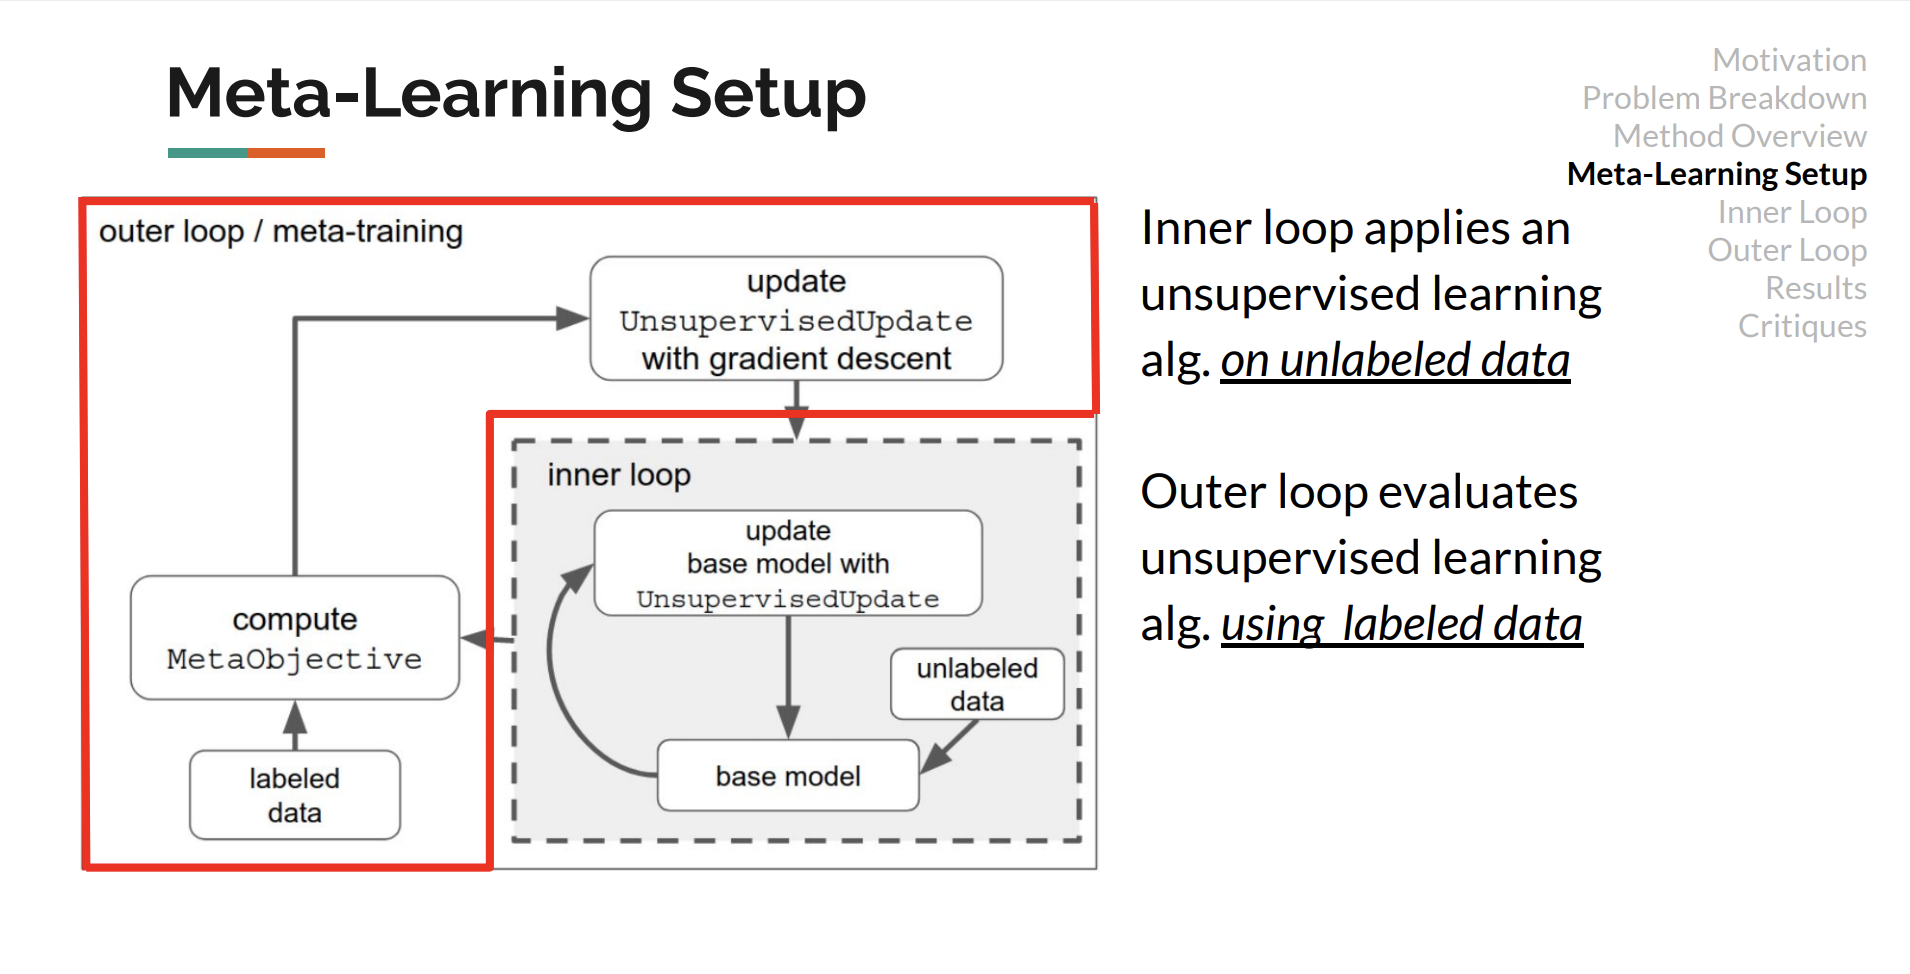 Meta-Learning Setup
Motivation
Problem Breakdown
Method Overview
Meta-Learning Setup
Inner Loop
Outer Loop
Results
Critiques
outer loop / meta-training
update
UnsupervisedUpdate
with gradient descent
inner loop
update
base model with
UnsupervisedUpdate
unlabeled
data
base model
compute
MetaObjective
labeled
data
Inner loop applies an
unsupervised learning
alg. on unlabeled data
Outer loop evaluates
unsupervised learning
alg. using labeled data